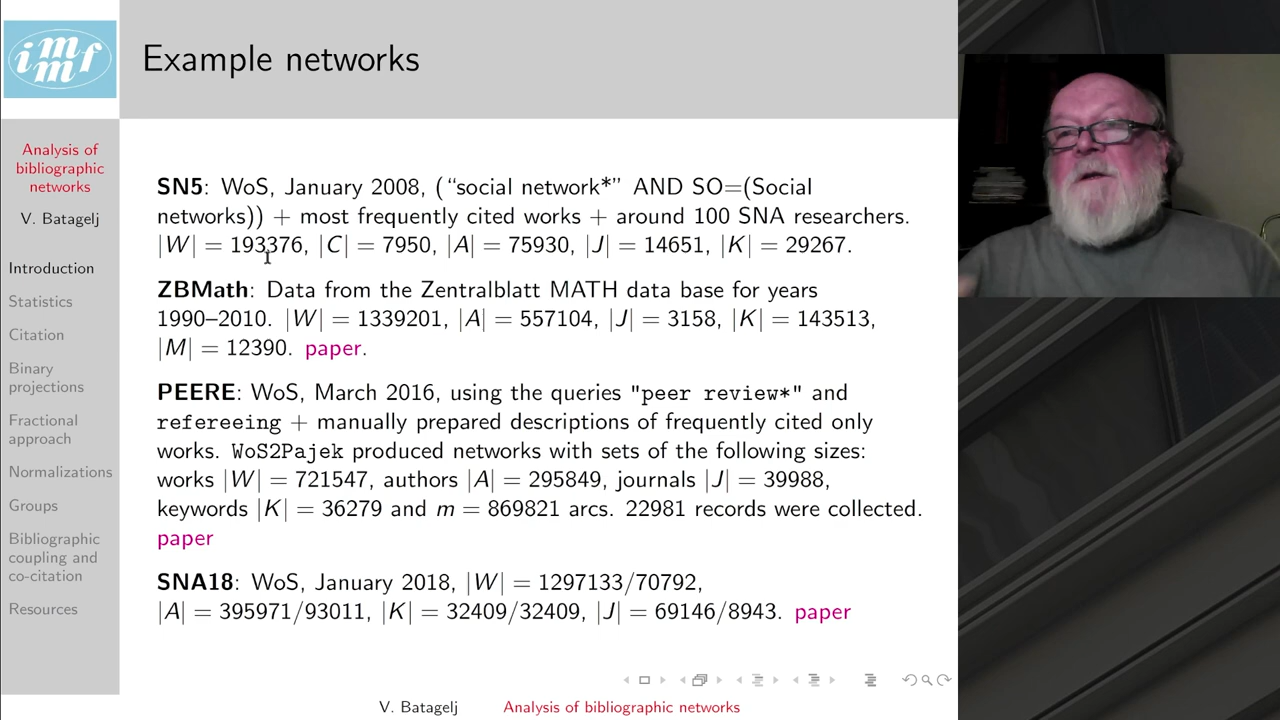 imfm
Example networks
Analysis of
bibliographic
networks
V. Batagelj
Introduction
Statistics
Citation
Binary
projections
Fractional
approach
Normalizations
Groups
Bibliographic
coupling and
co-citation
Resources
SN5: WoS, January 2008, (“social network*” AND SO=(Social
networks)) + most frequently cited works + around 100 SNA researchers.
|W| = 193376, |C| = 7950, |A| = 75930, |J| = 14651, |K| = 29267.
ZBMath: Data from the Zentralblatt MATH data base for years
1990–2010. |W| = 1339201, |A| = 557104, |J| = 3158, |K| = 143513,
|M| = 12390. paper.
PEERE: WoS, March 2016, using the queries "peer review*" and
refereeing + manually prepared descriptions of frequently cited only
works. WoS2Pajek produced networks with sets of the following sizes:
works |W| = 721547, authors |A| = 295849, journals |J| = 39988,
keywords |K| = 36279 and m = 869821 arcs. 22981 records were collected.
paper
SNA18: WoS, January 2018, |W| = 1297133/70792,
|A| = 395971/93011, |K| = 32409/32409, |J| = 69146/8943. paper
V. Batagelj Analysis of bibliographic networks